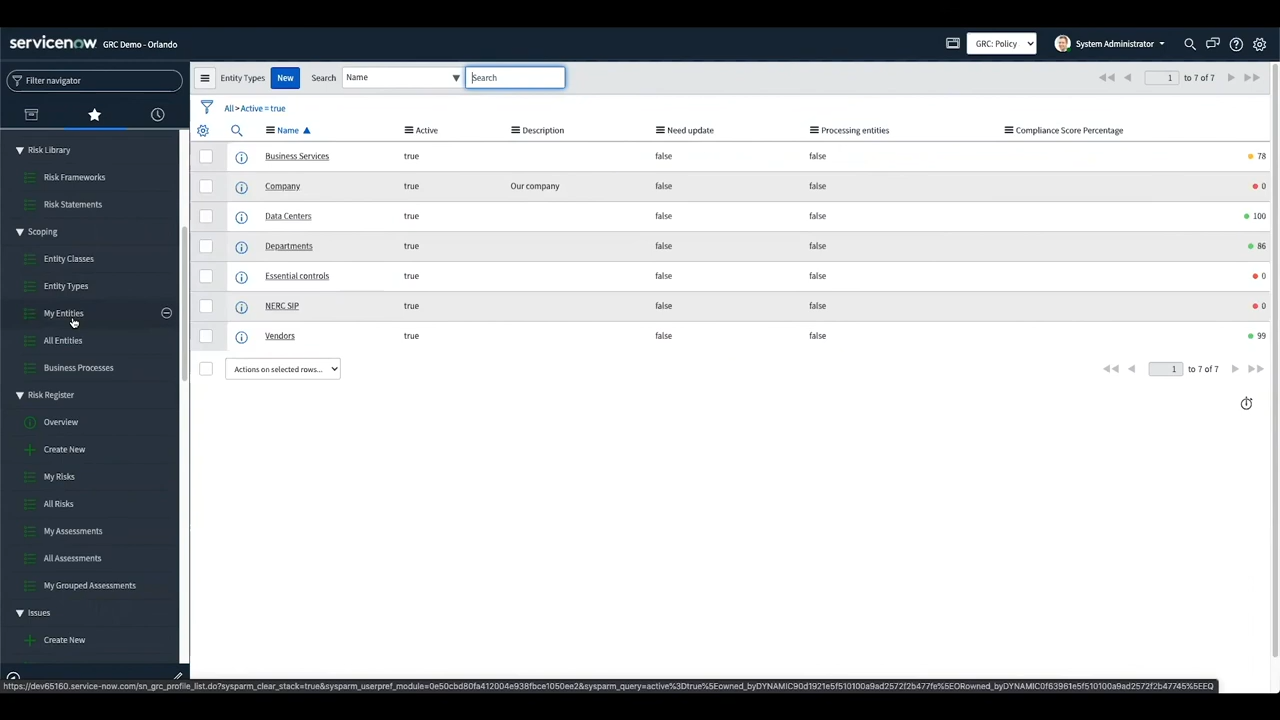 servicenow GRC Demo - Orlando
GRC: Policy
System Administrator
Filter navigator
Entity Types New Search Name Search
1 to 7 of 7
All > Active = true
Name Active Description Need update Processing entities Compliance Score Percentage
Business Services true false false 78
Company true Our company false false 0
Data Centers true false false 100
Departments true false false 86
Essential controls true false false 0
NERC SIP true false false 0
Vendors true false false 99
Actions on selected rows...
1 to 7 of 7
Risk Library
Risk Frameworks
Risk Statements
Scoping
Entity Classes
Entity Types
My Entities
All Entities
Business Processes
Risk Register
Overview
Create New
My Risks
All Risks
My Assessments
All Assessments
My Grouped Assessments
Issues
Create New